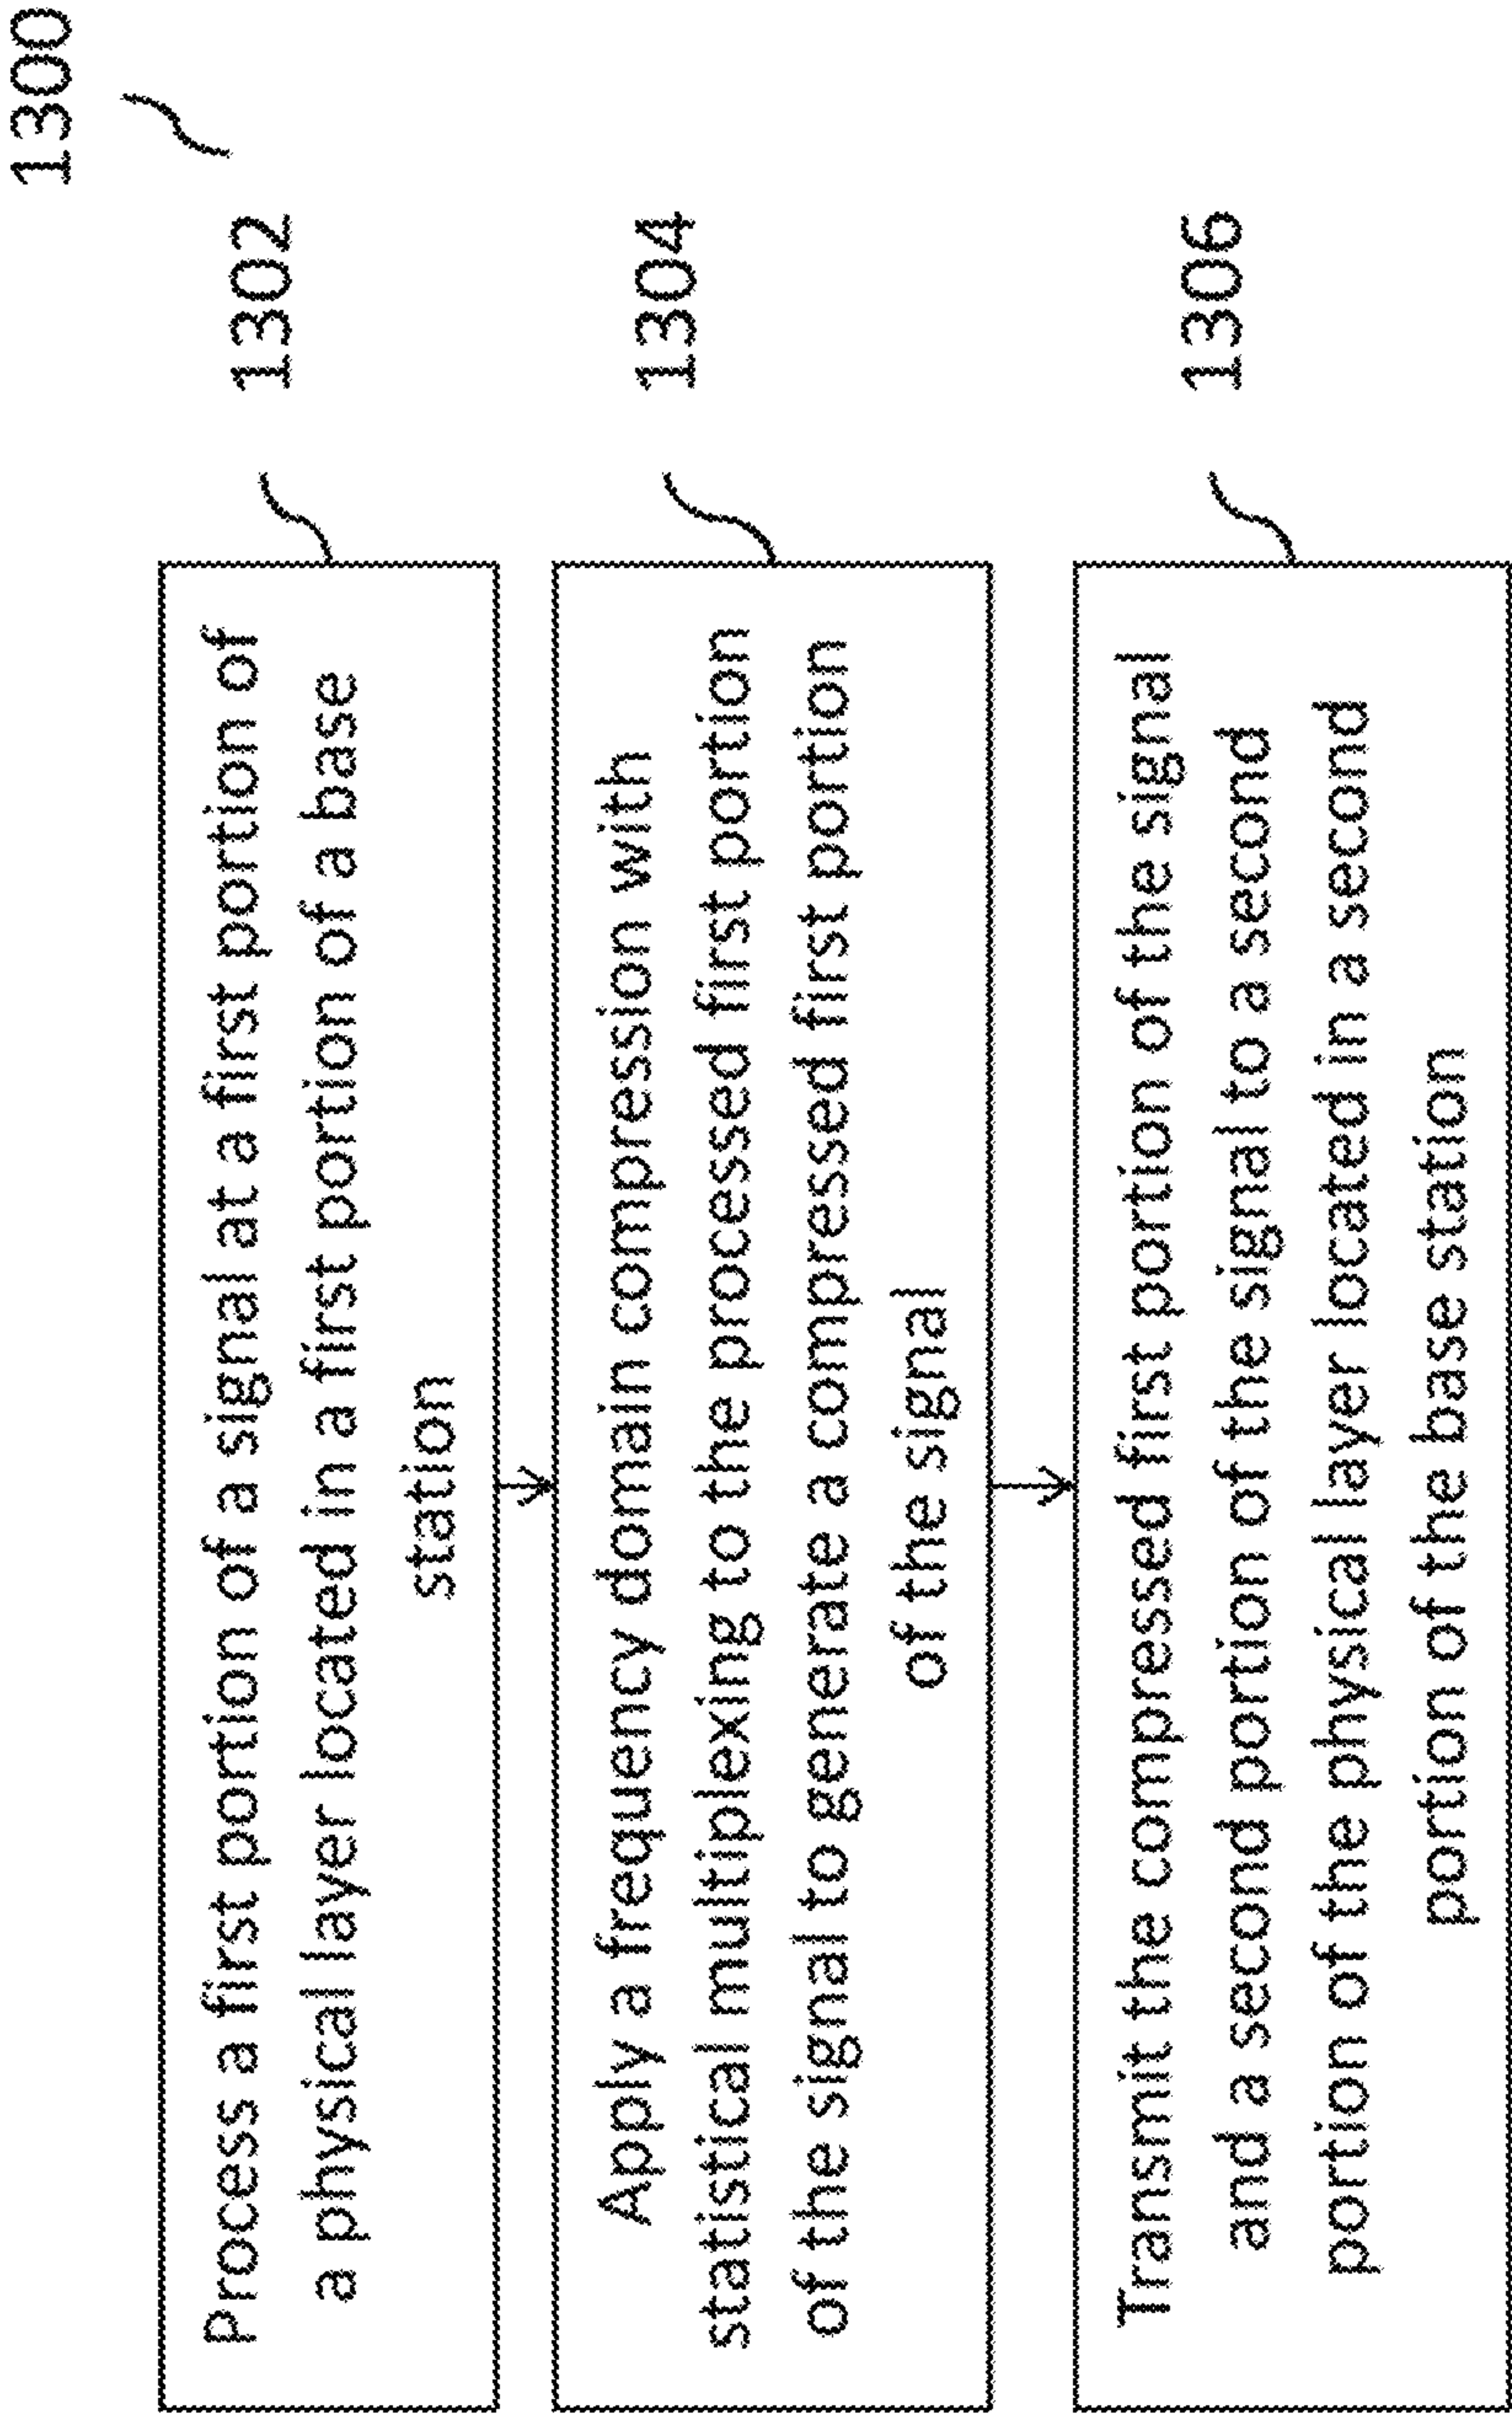 1300
Process a first portion of a signal at a first portion of
a physical layer located in a first portion of a base
station
1302
Apply a frequency domain compression with
statistical multiplexing to the processed first portion
of the signal to generate a compressed first portion
of the signal
1304
Transmit the compressed first portion of the signal
and a second portion of the signal to a second
portion of the physical layer located in a second
portion of the base station
1306